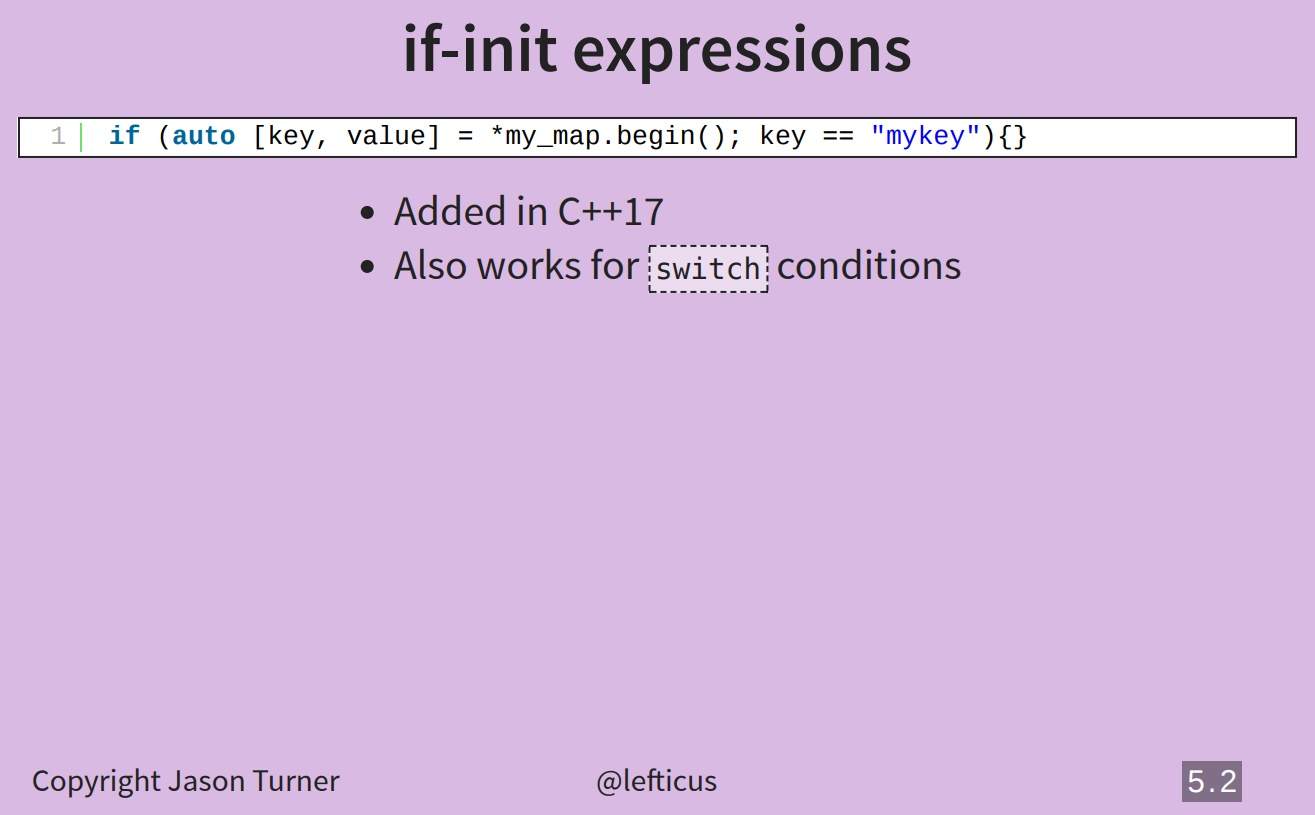 if-init expressions
1 if (auto [key, value] = *my_map.begin(); key == "mykey"){}
• Added in C++17
• Also works for switch conditions
Copyright Jason Turner @lefticus 5.2